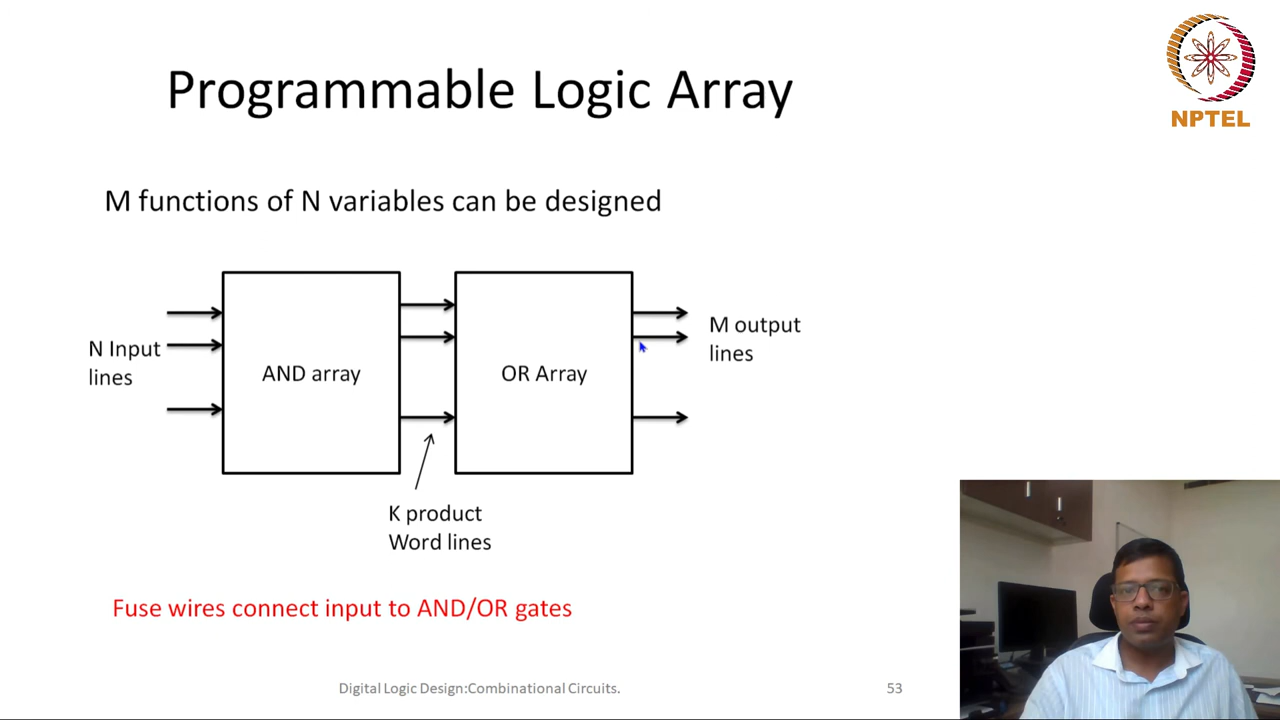 NPTEL
Programmable Logic Array
M functions of N variables can be designed
N Input
lines
AND array
OR Array
M output
lines
K product
Word lines
Fuse wires connect input to AND/OR gates
Digital Logic Design:Combinational Circuits.
53